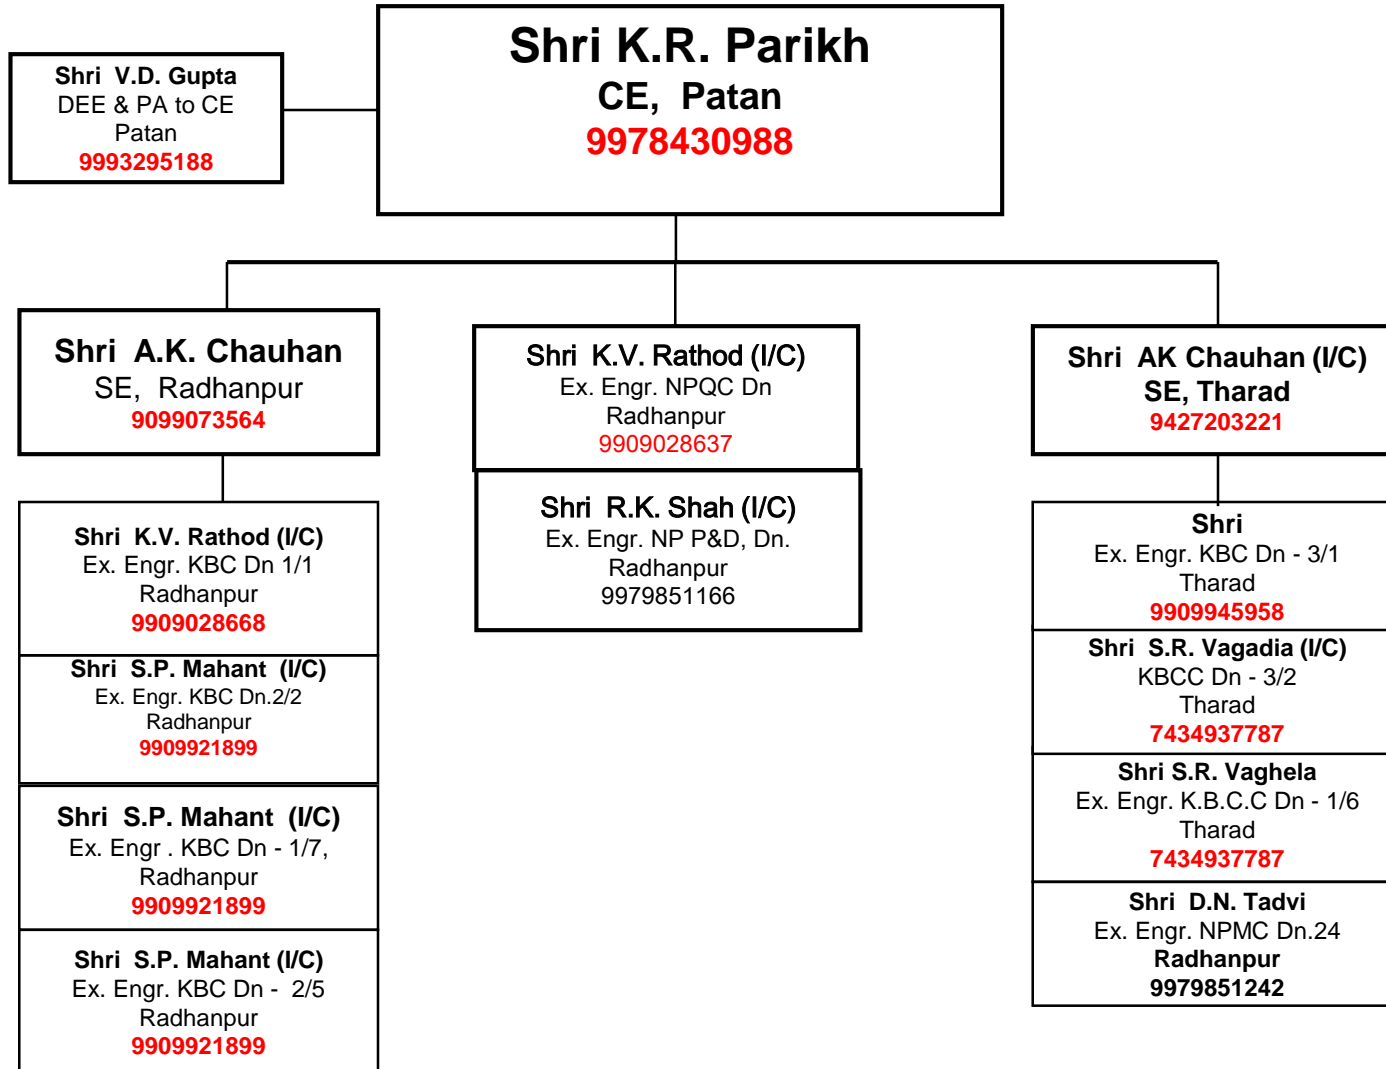 Shri K.R. Parikh
CE, Patan
9978430988
Shri V.D. Gupta
DEE & PA to CE
Patan
9993295188
Shri A.K. Chauhan
SE, Radhanpur
9099073564
Shri K.V. Rathod (I/C)
Ex. Engr. KBC Dn 1/1
Radhanpur
9909028668
Shri S.P. Mahant (I/C)
Ex. Engr. KBC Dn.2/2
Radhanpur
9909921899
Shri S.P. Mahant (I/C)
Ex. Engr . KBC Dn - 1/7,
Radhanpur
9909921899
Shri S.P. Mahant (I/C)
Ex. Engr. KBC Dn - 2/5
Radhanpur
9909921899
Shri K.V. Rathod (I/C)
Ex. Engr. NPQC Dn
Radhanpur
9909028637
Shri R.K. Shah (I/C)
Ex. Engr. NP P&D, Dn.
Radhanpur
9979851166
Shri AK Chauhan (I/C)
SE, Tharad
9427203221
Shri
Ex. Engr. KBC Dn - 3/1
Tharad
9909945958
Shri S.R. Vagadia (I/C)
KBCC Dn - 3/2
Tharad
7434937787
Shri S.R. Vaghela
Ex. Engr. K.B.C.C Dn - 1/6
Tharad
7434937787
Shri D.N. Tadvi
Ex. Engr. NPMC Dn.24
Radhanpur
9979851242